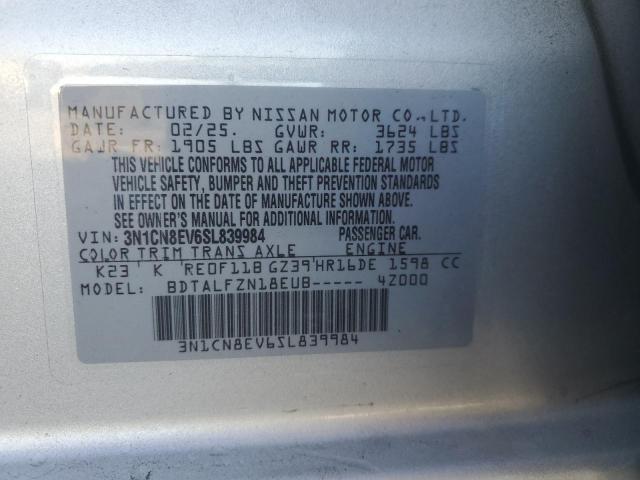 MANUFACTURED BY NISSAN MOTOR CO.,LTD.
DATE: 02/25. GVWR: 3624 LBS
GAWR FR: 1905 LBS GAWR RR: 1735 LBS
THIS VEHICLE CONFORMS TO ALL APPLICABLE FEDERAL MOTOR
VEHICLE SAFETY, BUMPER AND THEFT PREVENTION STANDARDS
IN EFFECT ON THE DATE OF MANUFACTURE SHOWN ABOVE.
SEE OWNER'S MANUAL FOR ADDITIONAL INFORMATION.
VIN: 3N1CN8EV6SL839984 PASSENGER CAR.
COLOR TRIM TRANS AXLE ENGINE
K23 K RE0F11B GZ39 HR16DE 1598 CC
MODEL: BDTALFZN18EUB----- 4Z000
3N1CN8EV6SL839984